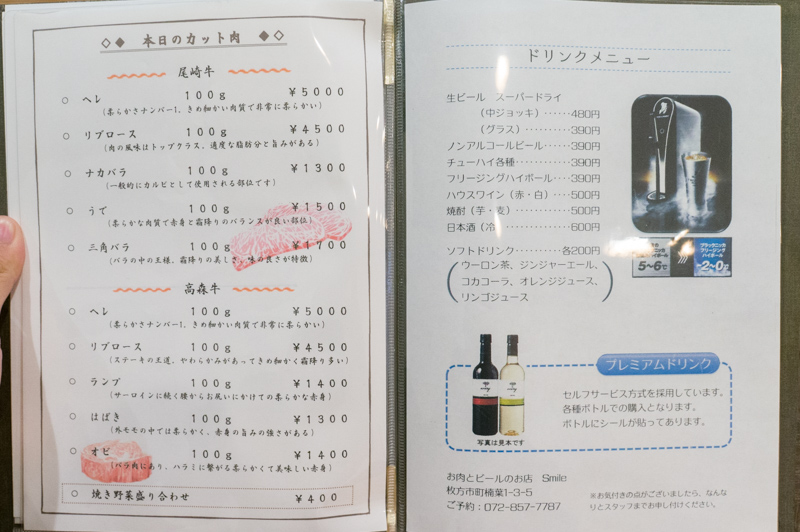 ◇◆ 本日のカット肉 ◆◇
尾崎牛
○ ヘレ 100g ¥5000
(柔らかさナンバー1、きめ細かい肉質で非常に柔らかい)
○ リブロース 100g ¥4500
(肉の風味はトップクラス、適度な脂肪分と旨みがある)
○ ナカバラ 100g ¥1300
(一般的にカルビとして使用される部位です)
○ うで 100g ¥1500
(柔らかな肉質で赤身と霜降りのバランスが良い部位)
○ 三角バラ 100g ¥1700
(バラの中の王様、霜降りの美しさ、味の良さが特徴)
高森牛
○ ヘレ 100g ¥5000
(柔らかさナンバー1、きめ細かい肉質で非常に柔らかい)
○ リブロース 100g ¥4500
(ステーキの王道、やわらかみがあってきめ細かく霜降り多い)
○ ランプ 100g ¥1400
(サーロインに続く腰からお尻いにかけての柔らかな赤身)
○ はばき 100g ¥1300
(外モモの中では柔らかく、赤身の旨みの強さがある)
○ オビ 100g ¥1400
(バラ肉にあり、ハラミに繋がる柔らかくて美味しい赤身)
○ 焼き野菜盛り合わせ ¥400
ドリンクメニュー
生ビール スーパードライ
(中ジョッキ)‥‥‥480円
(グラス)‥‥‥‥390円
ノンアルコールビール‥‥‥390円
チューハイ各種‥‥‥‥‥390円
フリージングハイボール‥‥390円
ハウスワイン(赤・白)‥‥500円
焼酎(芋・麦)‥‥‥‥‥500円
日本酒(冷)‥‥‥‥‥600円
ソフトドリンク‥‥‥‥各200円
(ウーロン茶、ジンジャーエール、
コカコーラ、オレンジジュース、
リンゴジュース)
5~6℃
ブラックニッカ
フリージング
ハイボール
-2~0℃
プレミアムドリンク
セルフサービス方式を採用しています。
各種ボトルでの購入となります。
ボトルにシールが貼ってあります。
写真は見本です
お肉とビールのお店 Smile
枚方市町楠葉1-3-5
ご予約:072-857-7787
※お気付きの点がございましたら、なんな
りとスタッフまでお申し付けください。